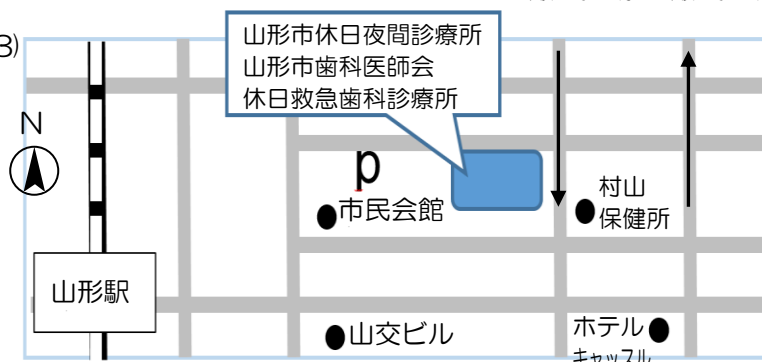 3)
山形市休日夜間診療所
山形市歯科医師会
休日救急歯科診療所
N
p
市民会館
村山
保健所
山形駅
山交ビル
ホテル
キャッスル